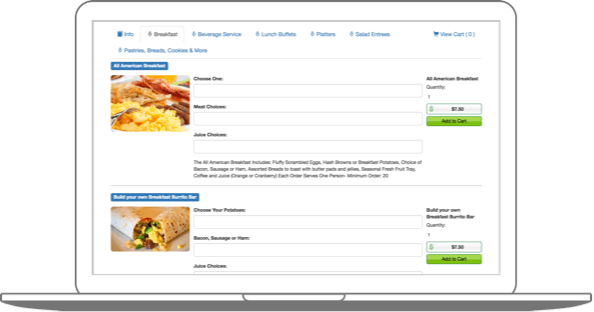 Info Breakfast Beverage Service Lunch Buffets Platters Salad Entrees View Cart ( 0 )
Pastries, Breads, Cookies & More
All American Breakfast
Choose One:
All American Breakfast
Quantity:
1
Meat Choices:
$7.50
Add to Cart
Juice Choices:
The All American Breakfast Includes: Fluffy Scrambled Eggs, Hash Browns or Breakfast Potatoes, Choice of
Bacon, Sausage or Ham, Assorted Breads to toast with butter pads and jellies, Seasonal Fresh Fruit Tray,
Coffee and Juice (Orange or Cranberry) Each Order Serves One Person- Minimum Order: 20
Build your own Breakfast Burrito Bar
Choose Your Potatoes:
Build your own
Breakfast Burrito Bar
Quantity:
1
Bacon, Sausage or Ham:
$7.50
Add to Cart
Juice Choices: